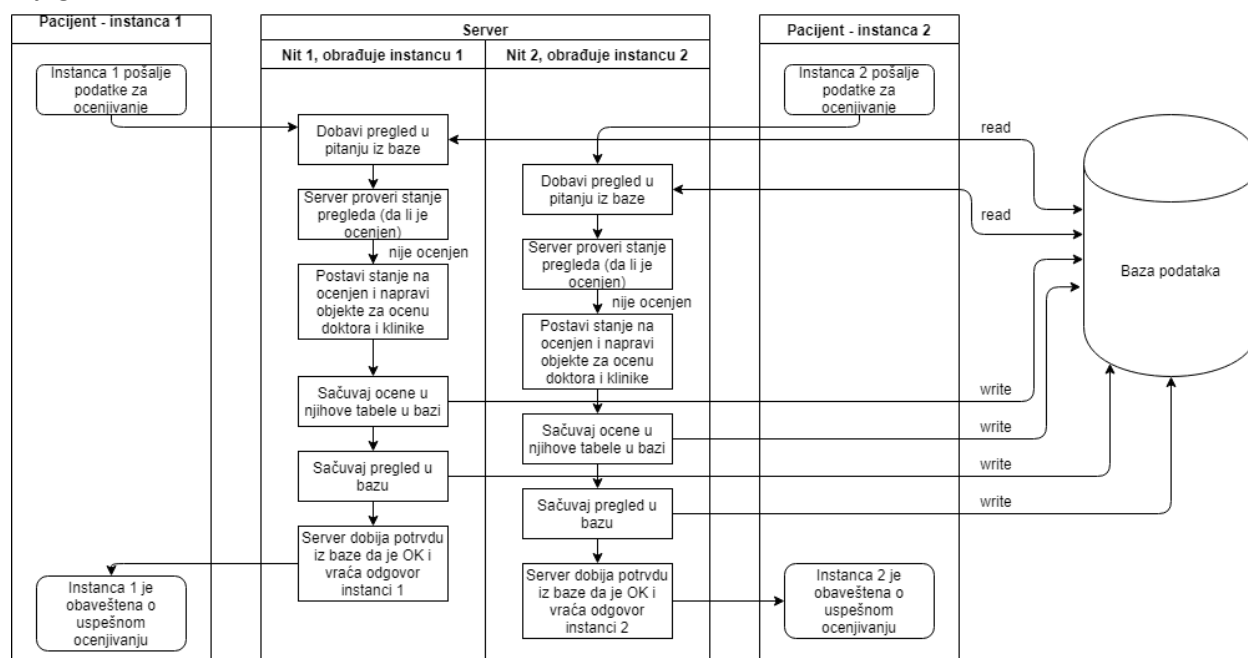 Pacijent - instanca 1
Server
Pacijent - instanca 2
Nit 1, obrađuje instancu 1
Nit 2, obrađuje instancu 2
Instanca 1 pošalje
podatke za
ocenjivanje
Instanca 2 pošalje
podatke za
ocenjivanje
Dobavi pregled u
pitanju iz baze
read
Dobavi pregled u
pitanju iz baze
Server proveri stanje
pregleda (da li je
ocenjen)
read
nije ocenjen
Server proveri stanje
pregleda (da li je
ocenjen)
Baza podataka
Postavi stanje na
ocenjen i napravi
objekte za ocenu
doktora i klinike
nije ocenjen
Postavi stanje na
ocenjen i napravi
objekte za ocenu
doktora i klinike
Sačuvaj ocene u
njihove tabele u bazi
write
Sačuvaj ocene u
njihove tabele u bazi
write
Sačuvaj pregled u
bazu
write
Sačuvaj pregled u
bazu
write
Server dobija potrvdu
iz baze da je OK i
vraća odgovor
instanci 1
Server dobija potrvdu
iz baze da je OK i
vraća odgovor
instanci 2
Instanca 1 je
obaveštena o
uspešnom
ocenjivanju
Instanca 2 je
obaveštena o
uspešnom
ocenjivanju